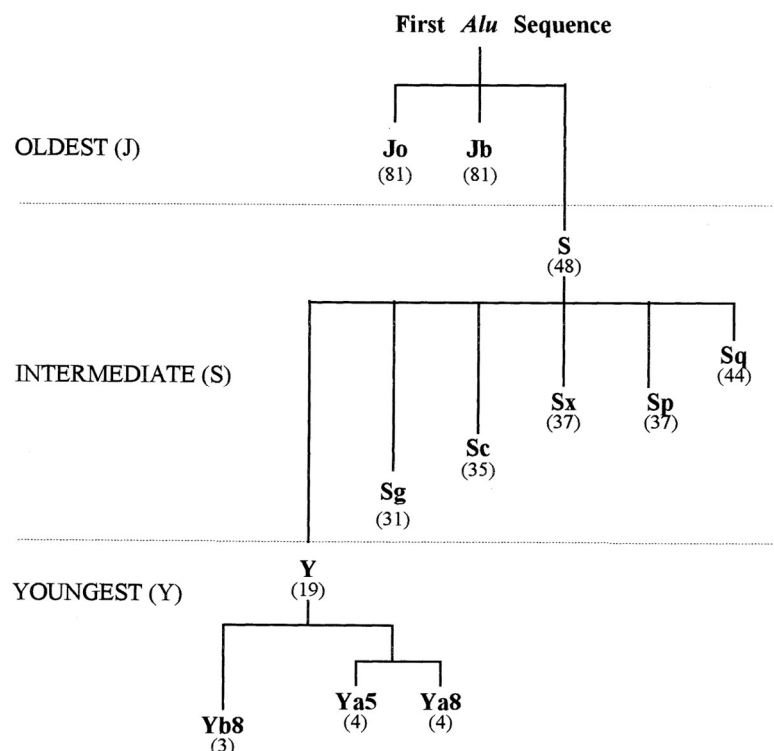 First Alu Sequence
OLDEST (J)
Jo
(81)
Jb
(81)
S
(48)
INTERMEDIATE (S)
Sq
(44)
Sx
(37)
Sp
(37)
Sc
(35)
Sg
(31)
YOUNGEST (Y)
Y
(19)
Yb8
(3)
Ya5
(4)
Ya8
(4)